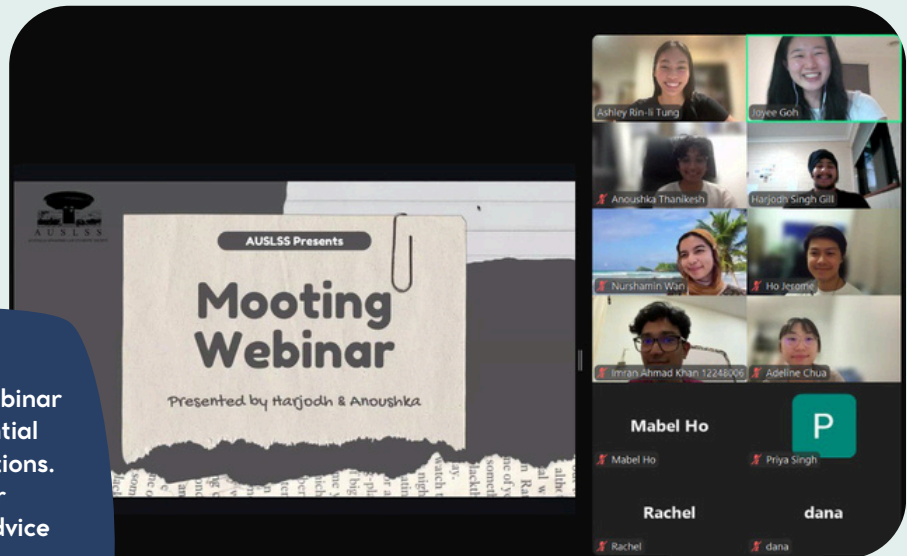 AUSLSS
AUSLSS Presents
Mooting
Webinar
Presented by Harjodh & Anoushka
Ashley Rin-li Tung
Joyee Goh
Anoushka Thanikesh
Harjodh Singh Gill
Nurshamin Wan
Ho Jerome
Imran Ahmad Khan 12248006
Adeline Chua
Mabel Ho
Mabel Ho
P
Priya Singh
Rachel
Rachel
dana
dana
binar
tial
tions.
r
dvice